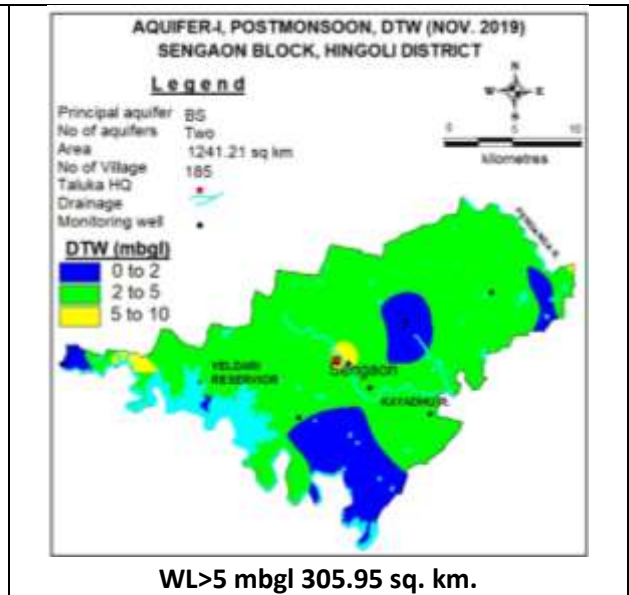 AQUIFER-I, POSTMONSOON, DTW (NOV. 2019)
SENGAON BLOCK, HINGOLI DISTRICT
Legend
Principal aquifer BS
No of aquifers Two
Area 1241.21 sq km
No of Village 185
Taluka HQ
Drainage
Monitoring well
DTW (mbgl)
0 to 2
2 to 5
5 to 10
N
W E
S
0 5 10
kilometres
PENGANGA R.
Sengaon
YELDARI
RESERVIOR
KAYADHU R.
WL>5 mbgl 305.95 sq. km.